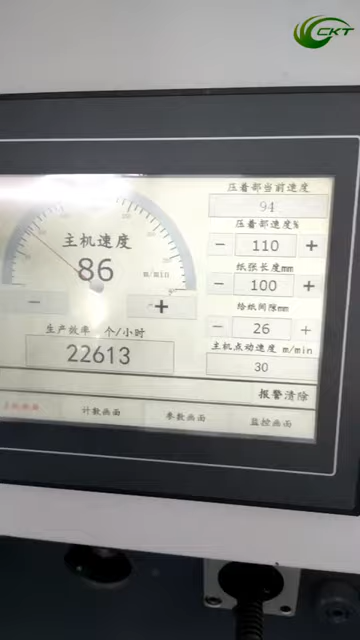 CKT
压着部当前速度
94
主机速度
86
m/min
压着部速度%
110
纸张长度mm
100
给纸间隙mm
26
生产效率 个/小时
22613
主机点动速度 m/min
30
报警清除
计数画面
参数画面
监控画面